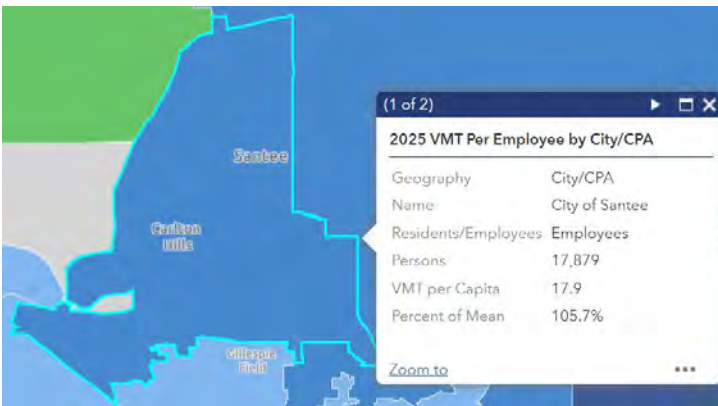 Santee
Carlton
Hills
Gillespie
Field
(1 of 2)
2025 VMT Per Employee by City/CPA
Geography City/CPA
Name City of Santee
Residents/Employees Employees
Persons 17,879
VMT per Capita 17.9
Percent of Mean 105.7%
Zoom to